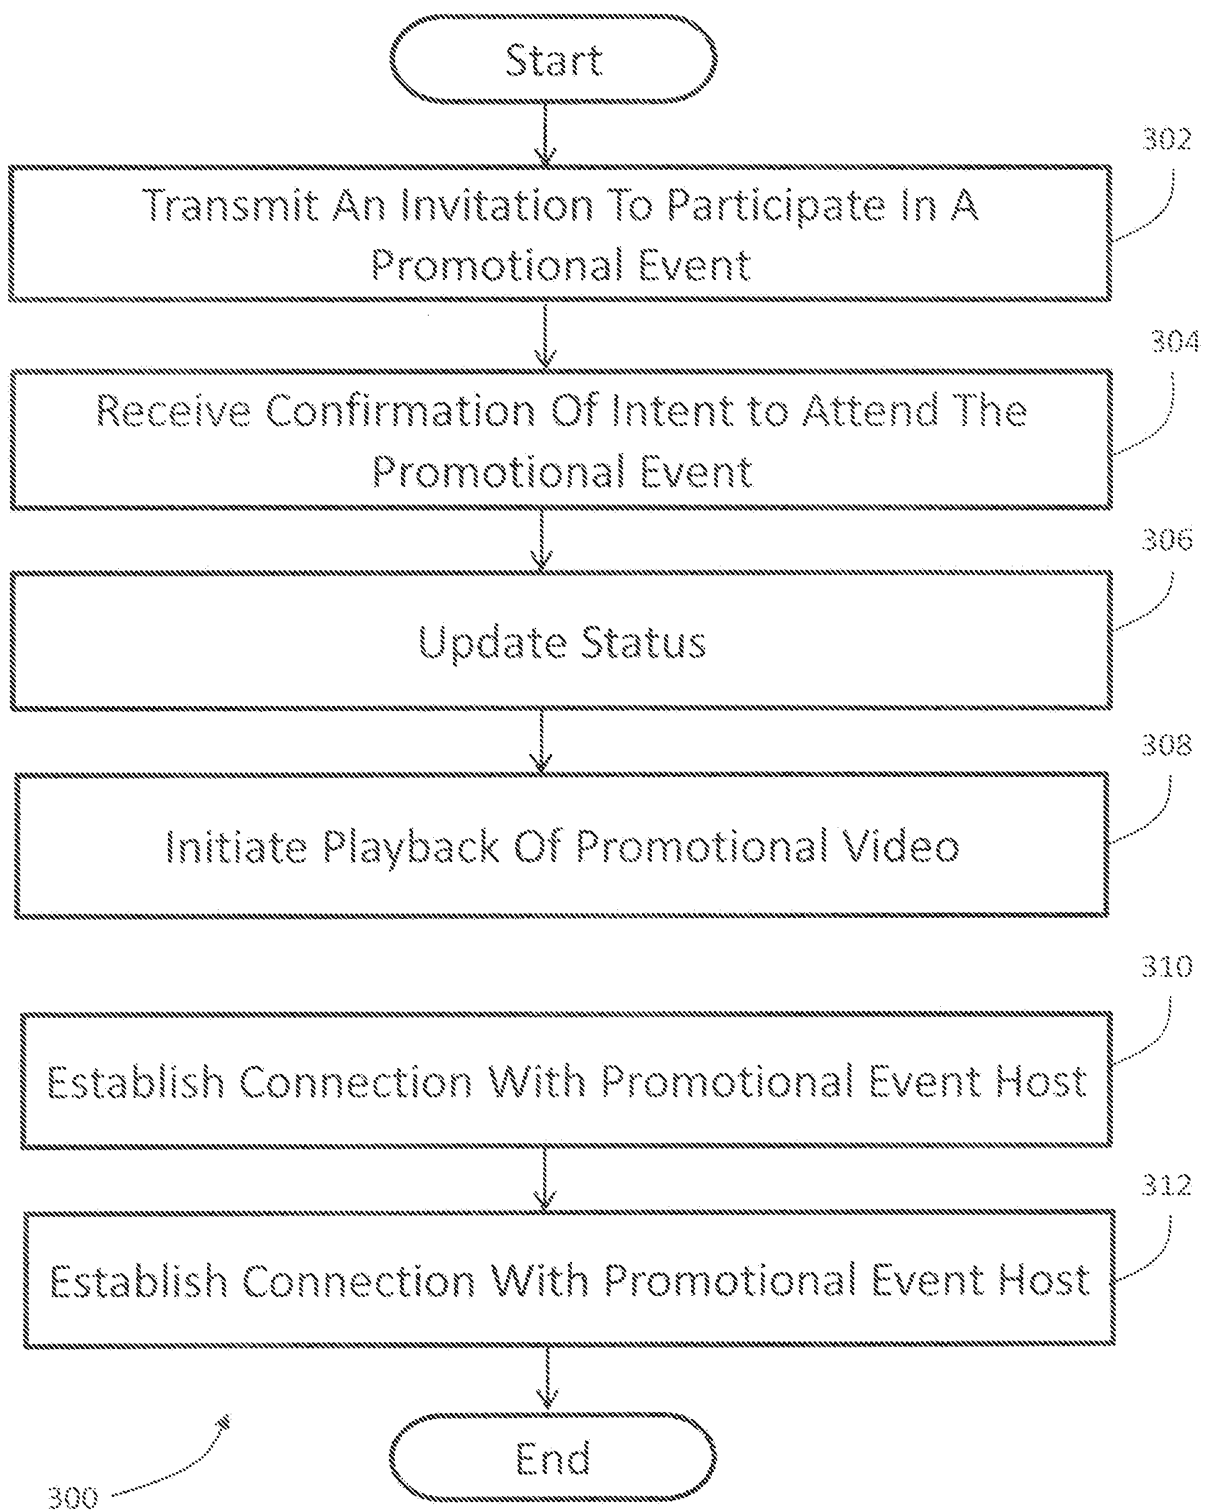 Start
302
Transmit An Invitation To Participate In A
Promotional Event
304
Receive Confirmation Of Intent to Attend The
Promotional Event
306
Update Status
308
Initiate Playback Of Promotional Video
310
Establish Connection With Promotional Event Host
312
Establish Connection With Promotional Event Host
End
300